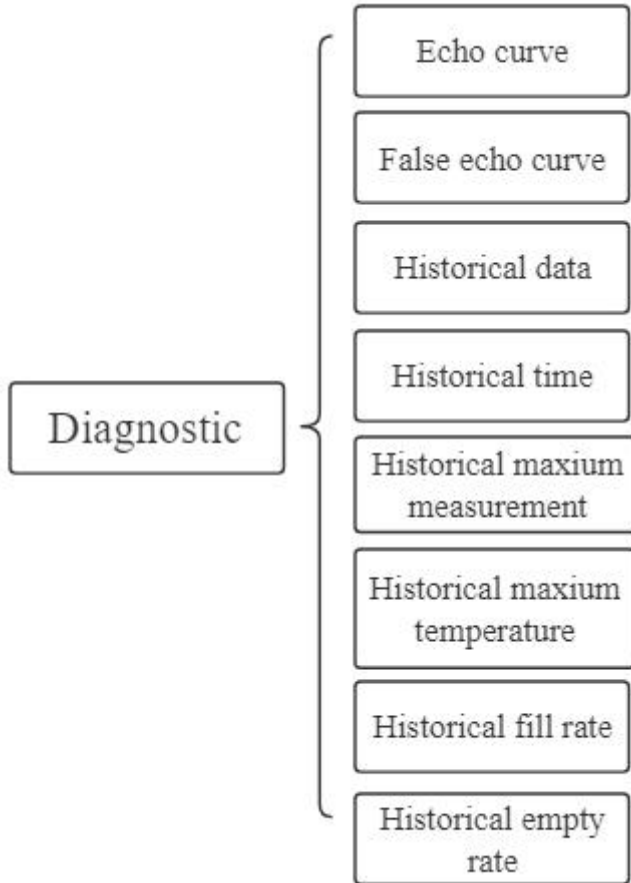 Echo curve
False echo curve
Historical data
Historical time
Diagnostic
Historical maxium
measurement
Historical maxium
temperature
Historical fill rate
Historical empty
rate